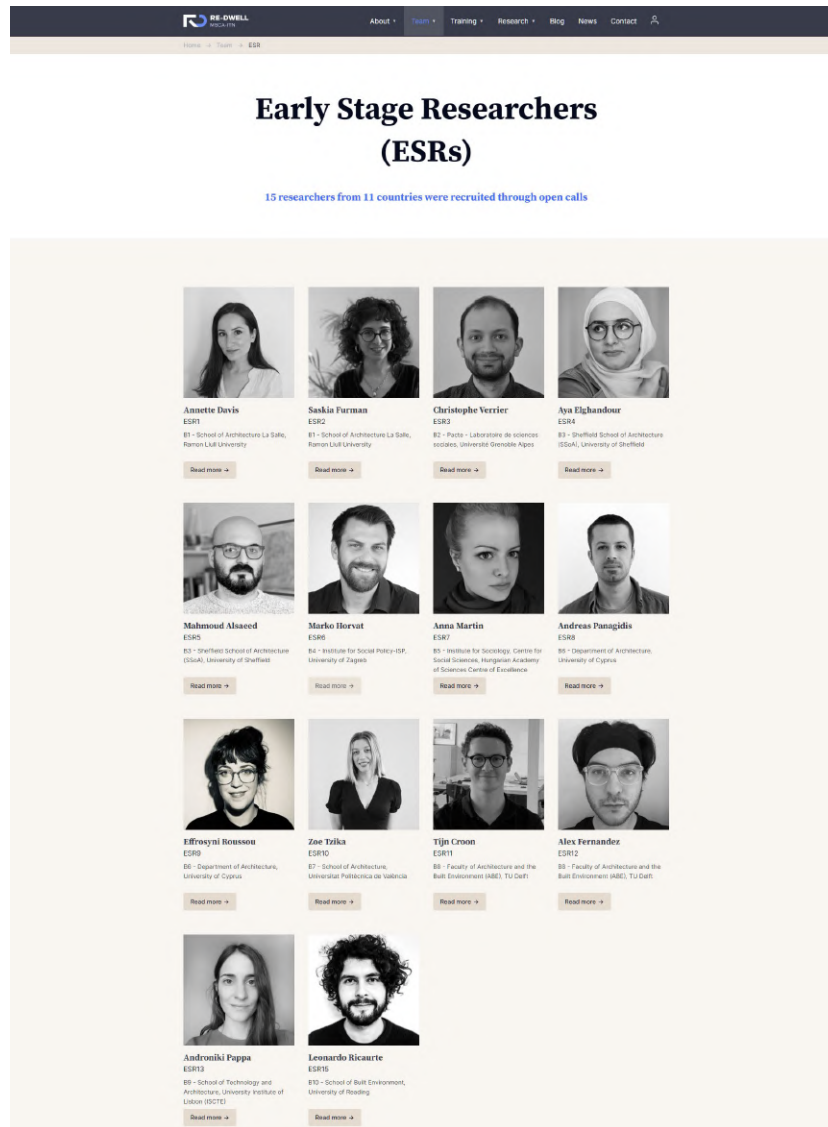 RE-DWELL
MSCA-ITN
About
Team
Training
Research
Blog
News
Contact
Home → Team → ESR
Early Stage Researchers
(ESRs)
15 researchers from 11 countries were recruited through open calls
Annette Davis
ESR1
B1 - School of Architecture La Salle,
Ramon Llull University
Read more →
Saskia Furman
ESR2
B1 - School of Architecture La Salle,
Ramon Llull University
Read more →
Christophe Verrier
ESR3
B2 - Pacte - Laboratoire de sciences
sociales, Université Grenoble Alpes
Read more →
Aya Elghandour
ESR4
B3 - Sheffield School of Architecture
(SSoA), University of Sheffield
Read more →
Mahmoud Alsaeed
ESR5
B3 - Sheffield School of Architecture
(SSoA), University of Sheffield
Read more →
Marko Horvat
ESR6
B4 - Institute for Social Policy-ISP,
University of Zagreb
Read more →
Anna Martin
ESR7
B5 - Institute for Sociology, Centre for
Social Sciences, Hungarian Academy
of Sciences Centre of Excellence
Read more →
Andreas Panagidis
ESR8
B6 - Department of Architecture,
University of Cyprus
Read more →
Effrosyni Roussou
ESR9
B6 - Department of Architecture,
University of Cyprus
Read more →
Zoe Tzika
ESR10
B7 - School of Architecture,
Universitat Politècnica de València
Read more →
Tijn Croon
ESR11
B8 - Faculty of Architecture and the
Built Environment (ABE), TU Delft
Read more →
Alex Fernandez
ESR12
B8 - Faculty of Architecture and the
Built Environment (ABE), TU Delft
Read more →
Androniki Pappa
ESR13
B9 - School of Technology and
Architecture, University Institute of
Lisbon (ISCTE)
Read more →
Leonardo Ricaurte
ESR15
B10 - School of Built Environment,
University of Reading
Read more →